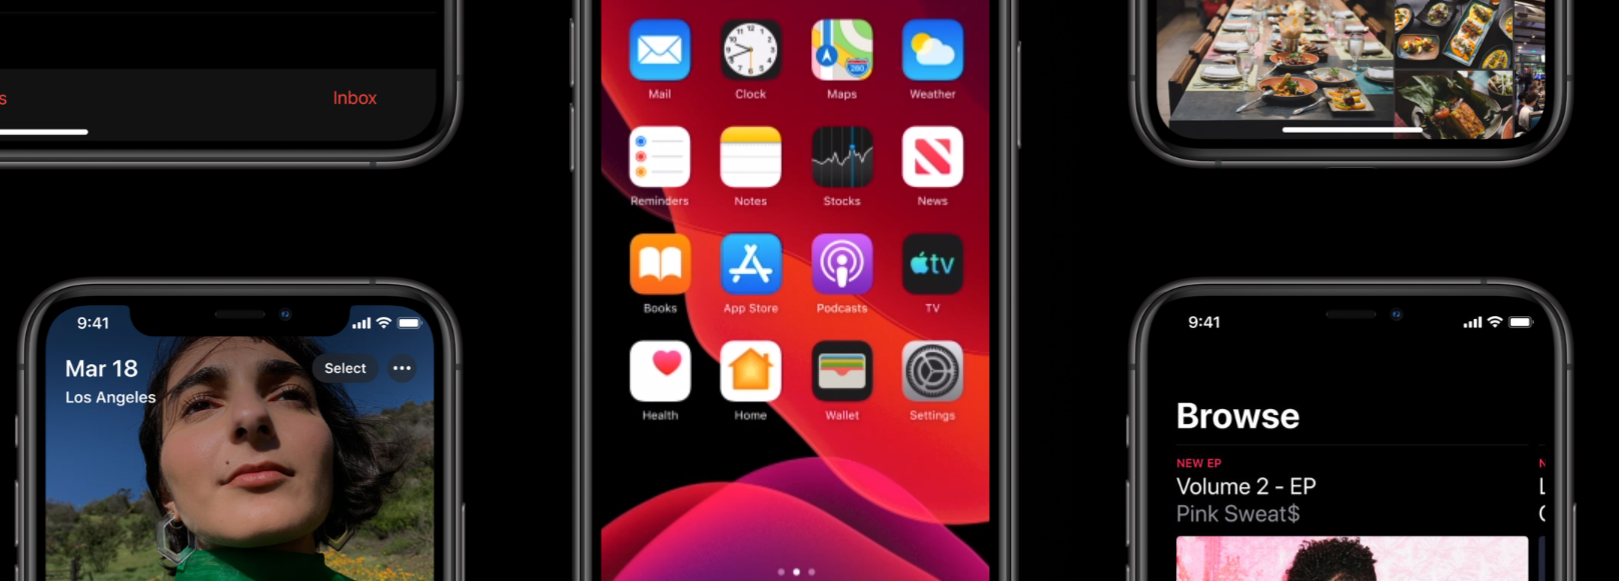 s
Inbox
Mail
Clock
Maps
Weather
280
Reminders
Notes
Stocks
News
Books
App Store
Podcasts
tv
TV
Health
Home
Wallet
Settings
9:41
Mar 18
Los Angeles
Select
9:41
Browse
NEW EP
Volume 2 - EP
Pink Sweat$